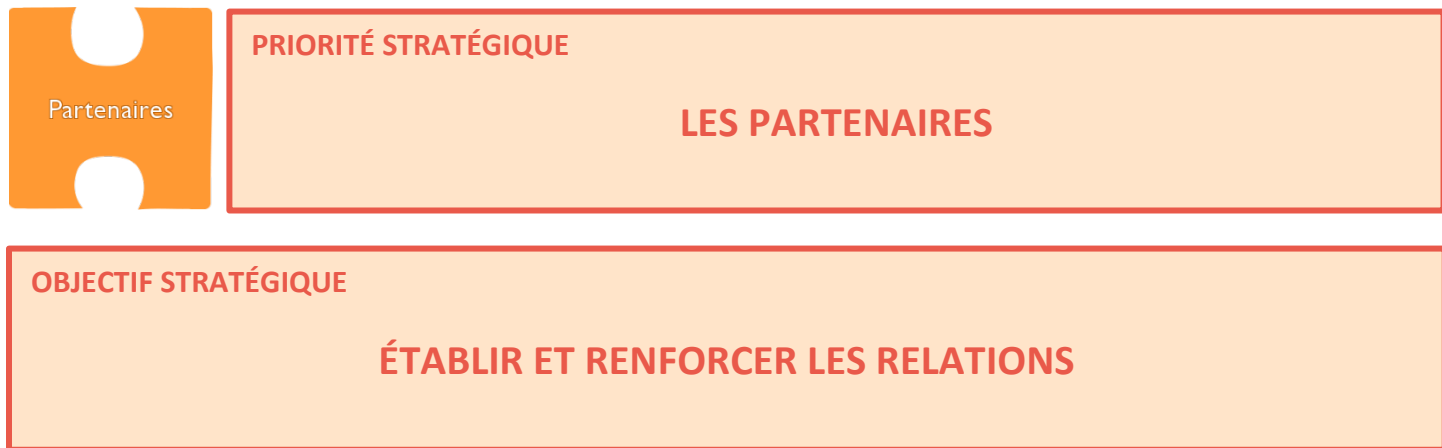 Partenaires
PRIORITÉ STRATÉGIQUE
LES PARTENAIRES
OBJECTIF STRATÉGIQUE
ÉTABLIR ET RENFORCER LES RELATIONS